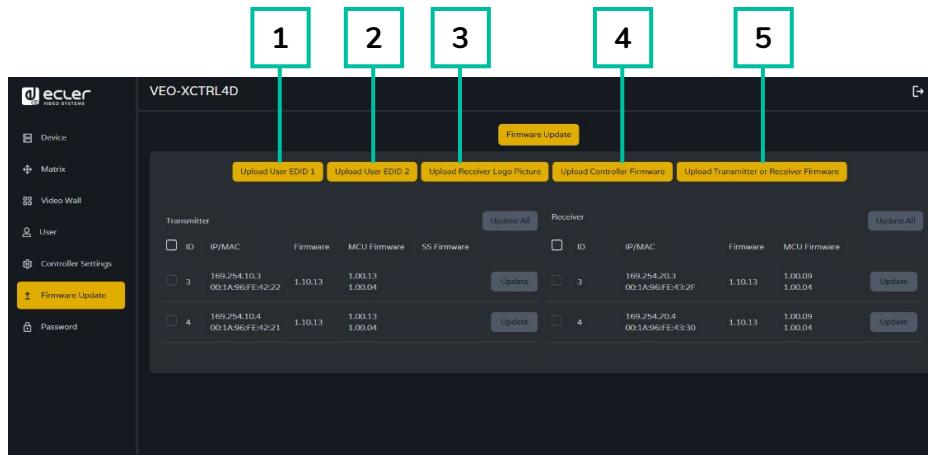 1 2 3 4 5
ecler
VIDEO SYSTEMS
VEO-XCTRL4D
Device
Matrix
Video Wall
User
Controller Settings
Firmware Update
Password
Firmware Update
Upload User EDID 1 Upload User EDID 2 Upload Receiver Logo Picture Upload Controller Firmware Upload Transmitter or Receiver Firmware
Transmitter Update All
ID IP/MAC Firmware MCU Firmware SS Firmware
3 169.254.10.3 1.10.13 1.00.13 Update
00:1A:96:FE:42:22 1.00.04
4 169.254.10.4 1.10.13 1.00.13 Update
00:1A:96:FE:42:21 1.00.04
Receiver Update All
ID IP/MAC Firmware MCU Firmware
3 169.254.20.3 1.10.13 1.00.09 Update
00:1A:96:FE:43:2F 1.00.04
4 169.254.20.4 1.10.13 1.00.09 Update
00:1A:96:FE:43:30 1.00.04